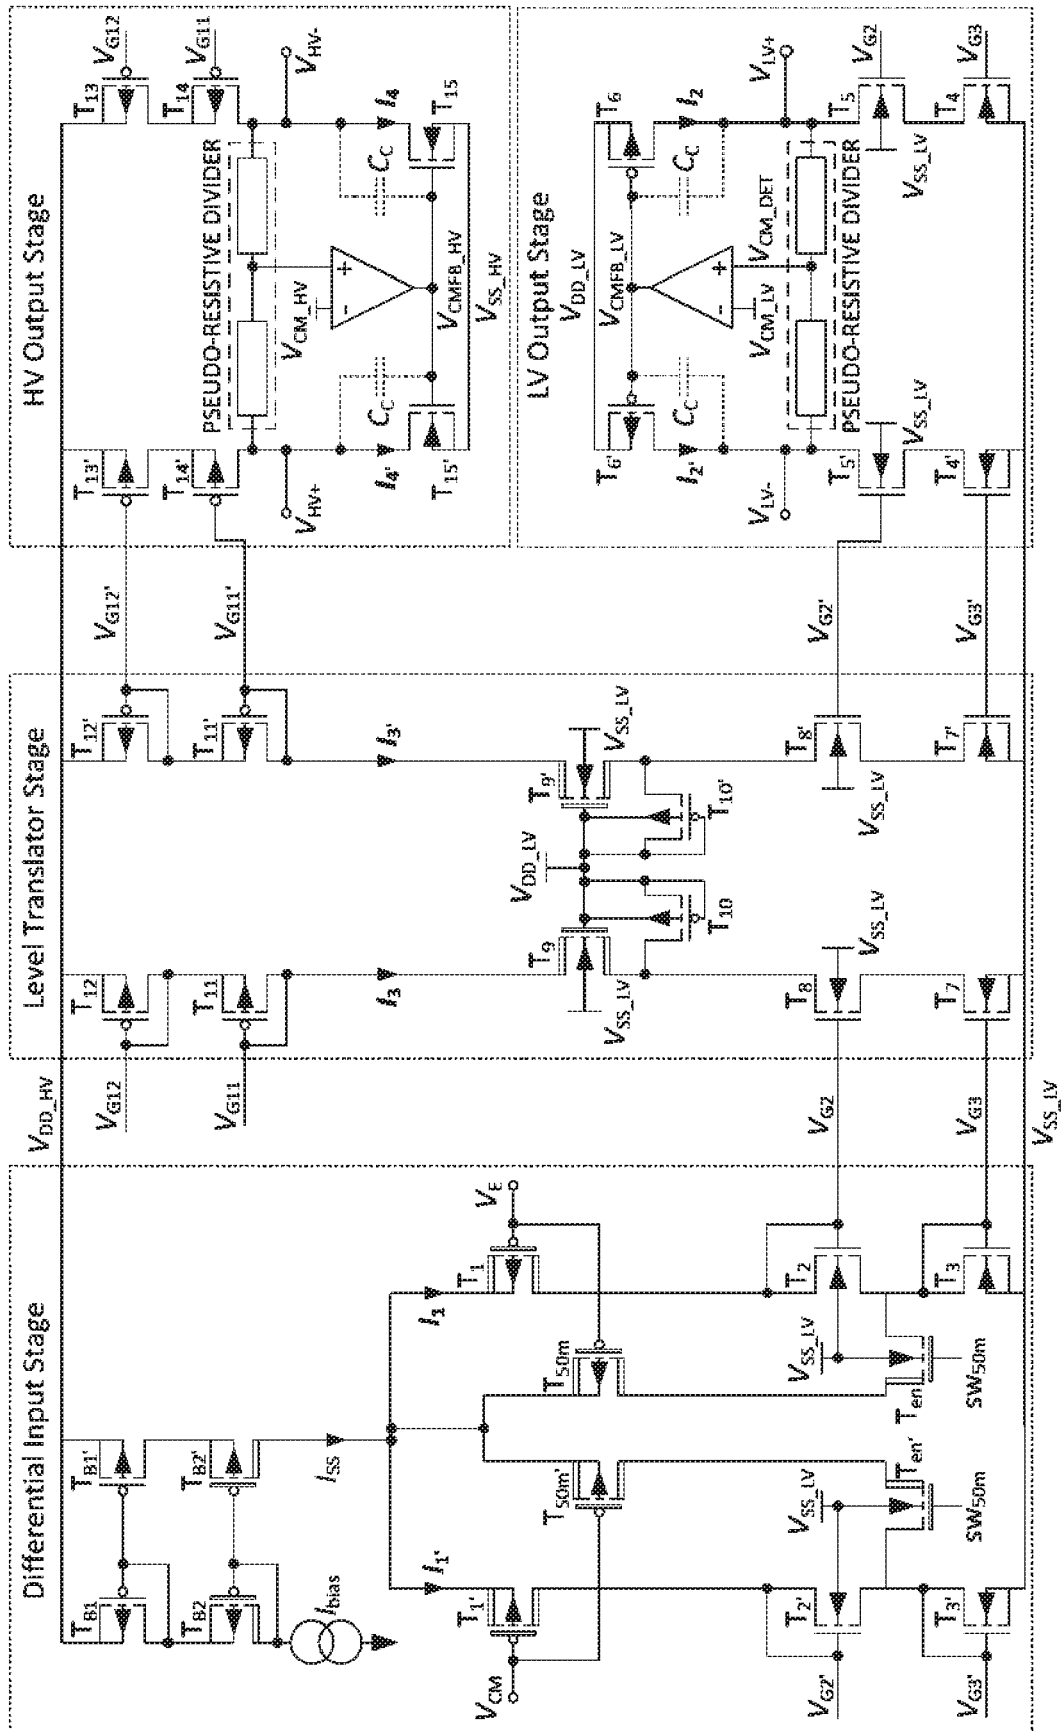 Differential Input Stage
Level Translator Stage
HV Output Stage
LV Output Stage
V_DD_HV
T_B1
T_B1'
T_B2
T_B2'
I_bias
I_SS
I_1'
I_1
T_1'
T_1
V_CM
V_E
T_50m'
T_50m
V_SS_LV
V_SS_LV
T_2'
T_2
V_G2'
T_en'
T_en
SW_50m
SW_50m
T_3'
T_3
V_G3'
V_G12
V_G11
V_G2
V_G3
V_SS_LV
T_12
T_12'
T_11
T_11'
I_3
I_3'
V_DD_LV
T_9
T_9'
V_SS_LV
V_SS_LV
T_10
T_10'
T_8
T_8'
V_SS_LV
V_SS_LV
T_7
T_7'
V_G12'
V_G11'
V_G2'
V_G3'
T_13'
T_13
V_G12
T_14'
T_14
V_G11
PSEUDO-RESISTIVE DIVIDER
V_HV+
V_HV-
V_CM_HV
+
-
C_C
C_C
I_4'
I_4
V_CMFB_HV
T_15'
T_15
V_SS_HV
V_DD_LV
T_6'
T_6
V_CMFB_LV
C_C
C_C
I_2'
I_2
-
+
V_CM_LV
V_CM_DET
V_LV-
V_LV+
PSEUDO-RESISTIVE DIVIDER
T_5'
T_5
V_G2
V_SS_LV
V_SS_LV
T_4'
T_4
V_G3